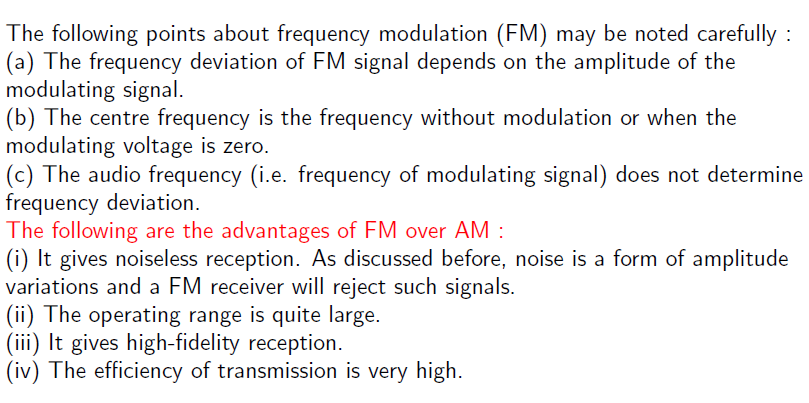 The following points about frequency modulation (FM) may be noted carefully :
(a) The frequency deviation of FM signal depends on the amplitude of the
modulating signal.
(b) The centre frequency is the frequency without modulation or when the
modulating voltage is zero.
(c) The audio frequency (i.e. frequency of modulating signal) does not determine
frequency deviation.
The following are the advantages of FM over AM :
(i) It gives noiseless reception. As discussed before, noise is a form of amplitude
variations and a FM receiver will reject such signals.
(ii) The operating range is quite large.
(iii) It gives high-fidelity reception.
(iv) The efficiency of transmission is very high.